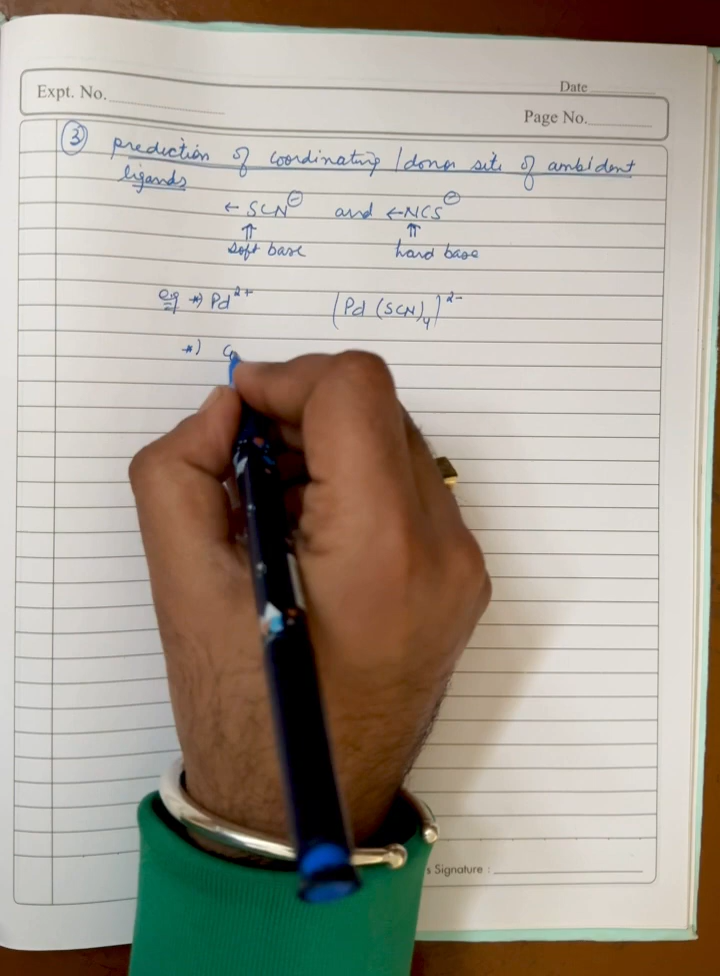 Expt. No.
Date
Page No.
③ prediction of coordinating / donor site of ambident
ligands
← SCN⊖ and ←NCS⊖
⇑ ⇑
soft base hard base
e.g *) Pd²⁺ [Pd (SCN)₄]²⁻
*)
s Signature :